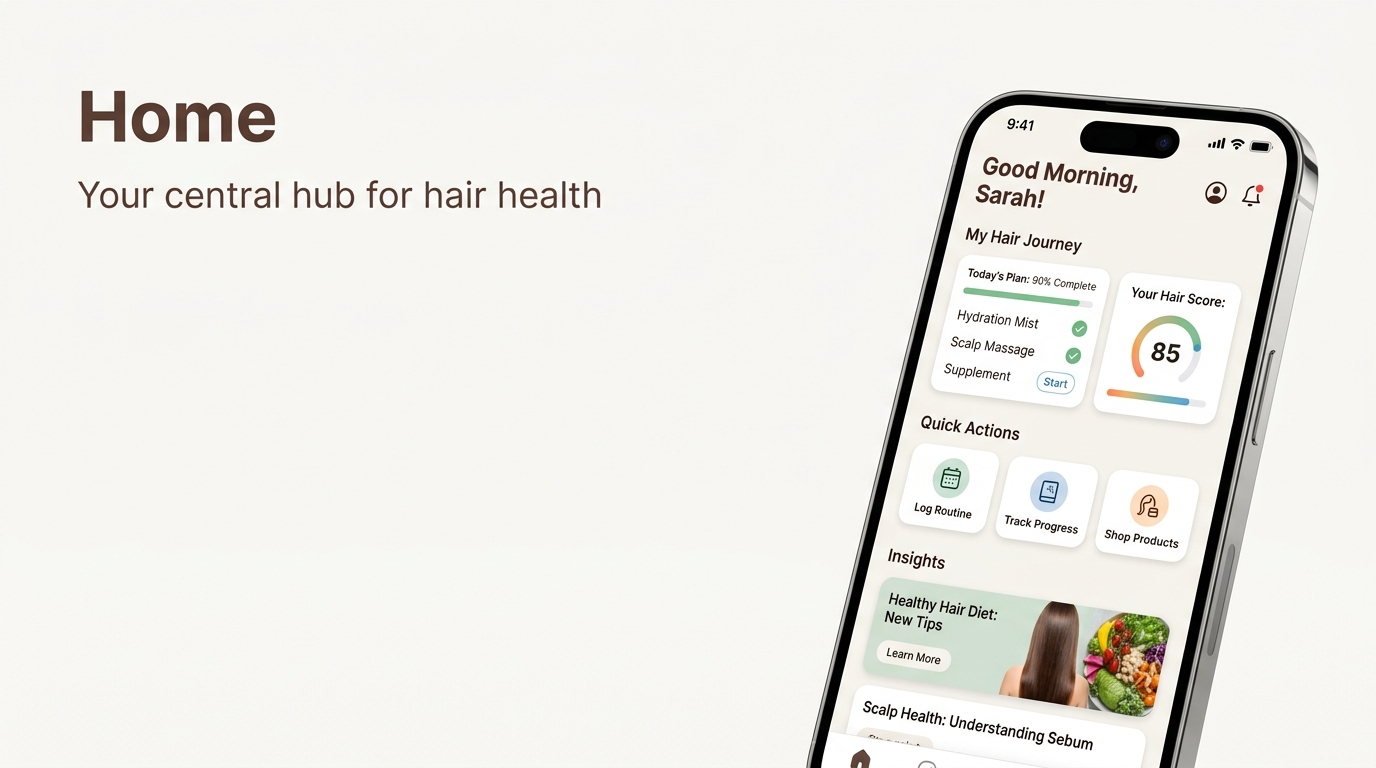 Home
Your central hub for hair health
9:41
Good Morning,
Sarah!
My Hair Journey
Today's Plan: 90% Complete
Hydration Mist
Scalp Massage
Supplement
Start
Your Hair Score:
85
Quick Actions
Log Routine
Track Progress
Shop Products
Insights
Healthy Hair Diet:
New Tips
Learn More
Scalp Health: Understanding Sebum